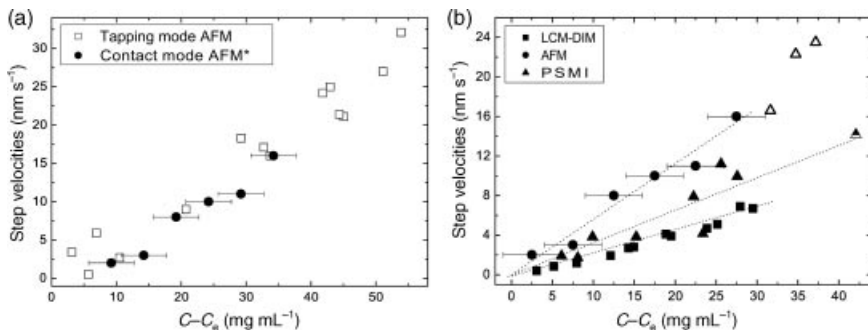 (a)
Tapping mode AFM
Contact mode AFM*
Step velocities (nm s⁻¹)
30
25
20
15
10
5
0
0 10 20 30 40 50
C–Cₑ (mg mL⁻¹)
(b)
LCM-DIM
AFM
PSMI
Step velocities (nm s⁻¹)
24
20
16
12
8
4
0
0 5 10 15 20 25 30 35 40
C–Cₑ (mg mL⁻¹)